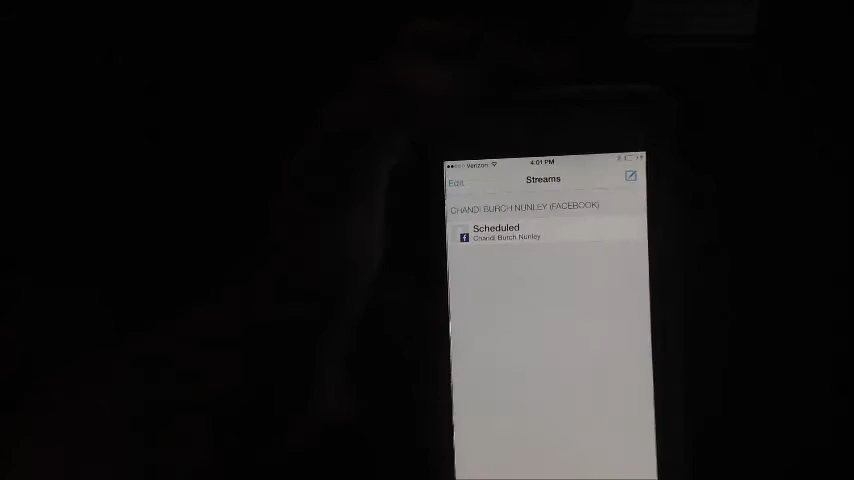 Verizon 4:01 PM
Edit Streams
CHANDI BURCH NUNLEY (FACEBOOK)
Scheduled
f Chandi Burch Nunley